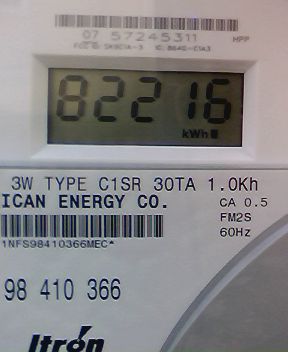 07 57245311 HPP
82216
kWh
3W TYPE C1SR 30TA 1.0Kh
ICAN ENERGY CO. CA 0.5
FM2S
1NFS98410366MEC* 60Hz
98 410 366
Itron